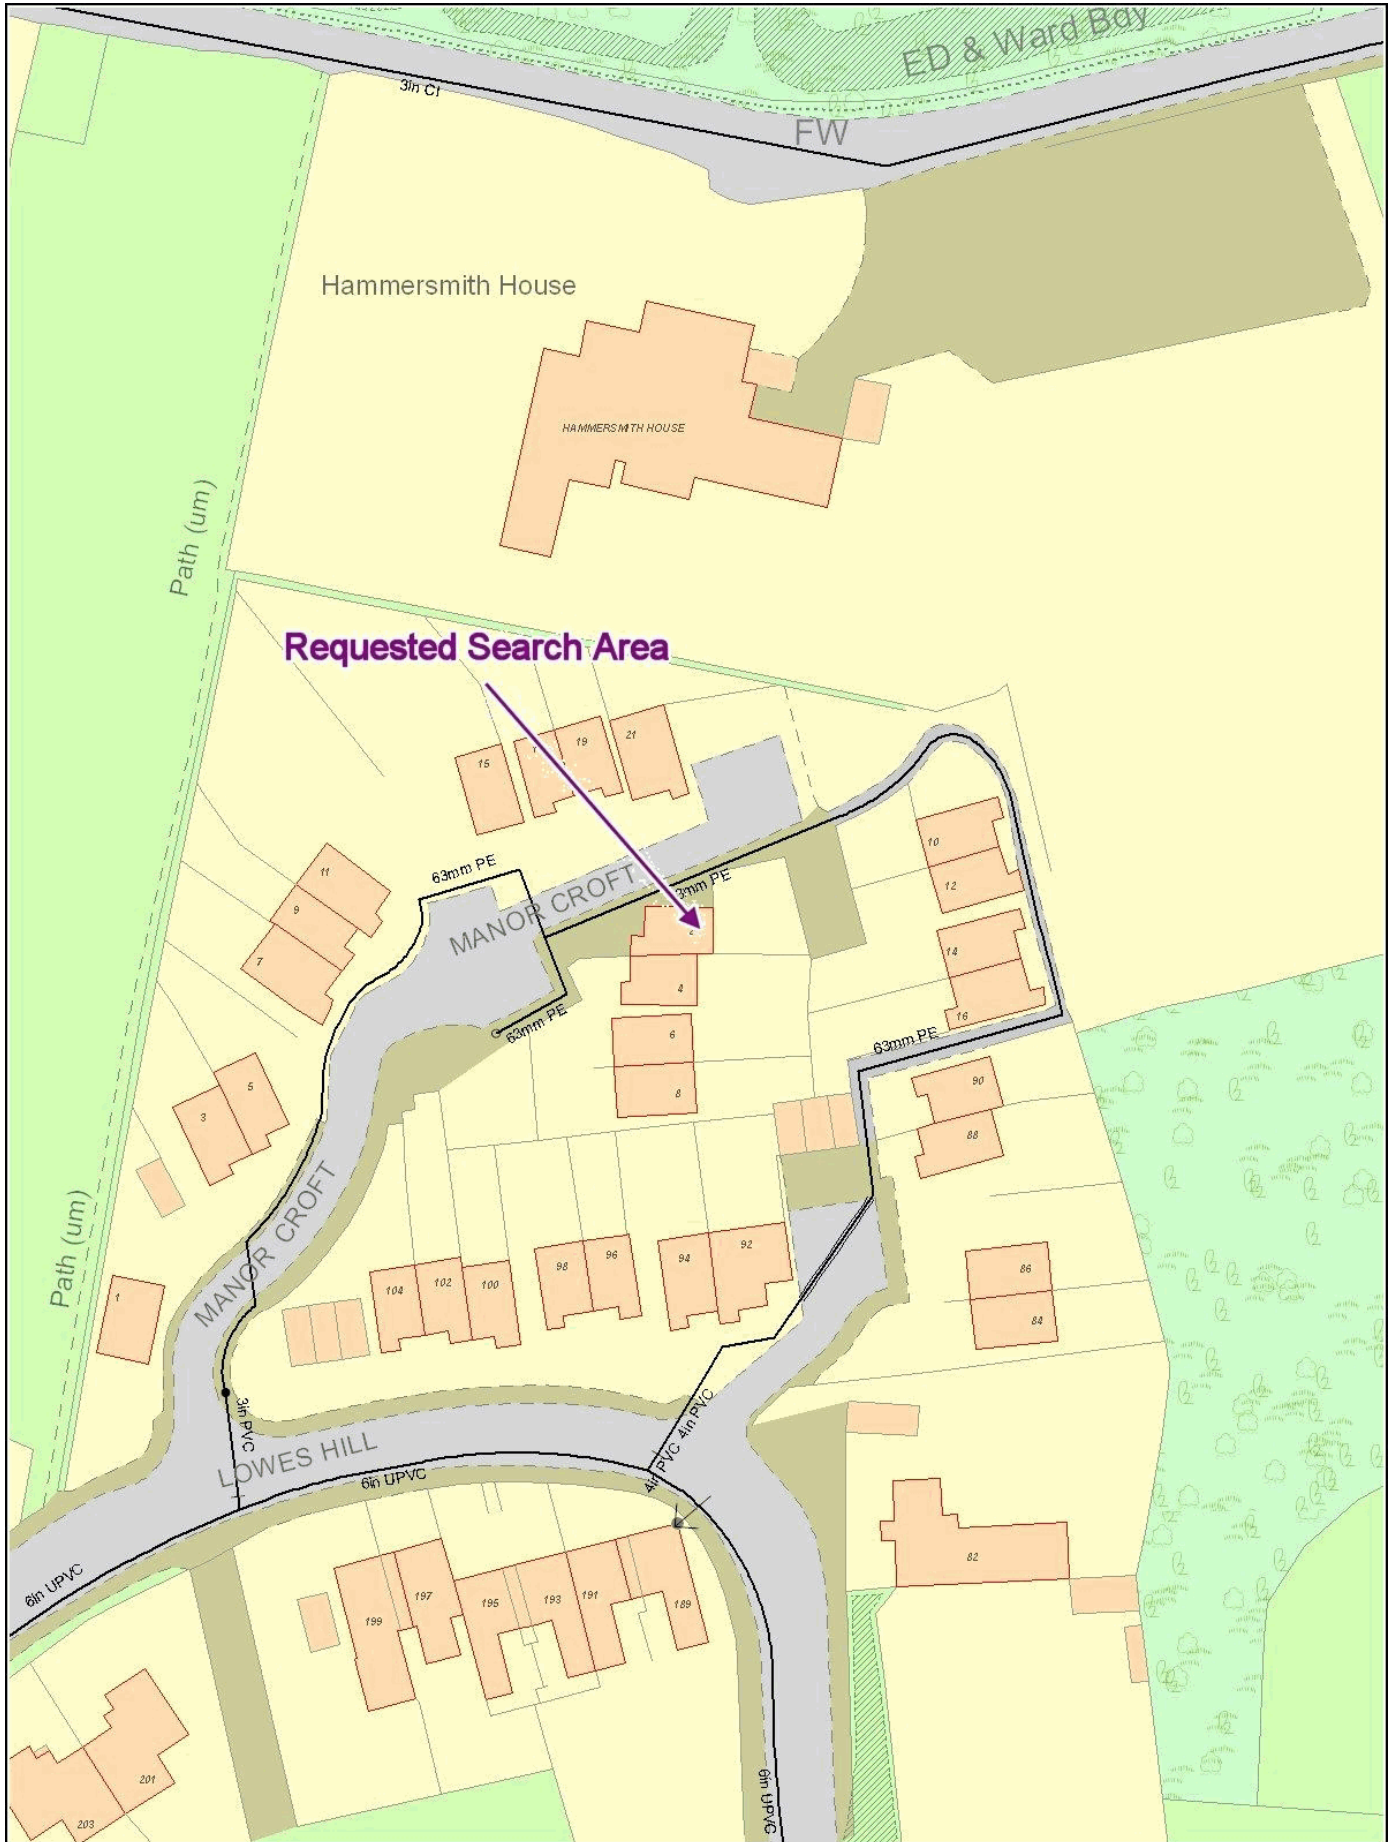 ED & Ward Bdy
3in CI
FW
Hammersmith House
HAMMERSMITH HOUSE
Path (um)
Requested Search Area
15
19
21
11
9
7
63mm PE
MANOR CROFT
3mm PE
10
12
14
16
4
6
8
63mm PE
63mm PE
5
3
90
88
Path (um)
MANOR CROFT
1
104
102
100
98
96
94
92
86
84
3in PVC
LOWES HILL
6in UPVC
4in PVC
4in PVC
6in UPVC
82
199
197
195
193
191
189
201
203
6in UPVC